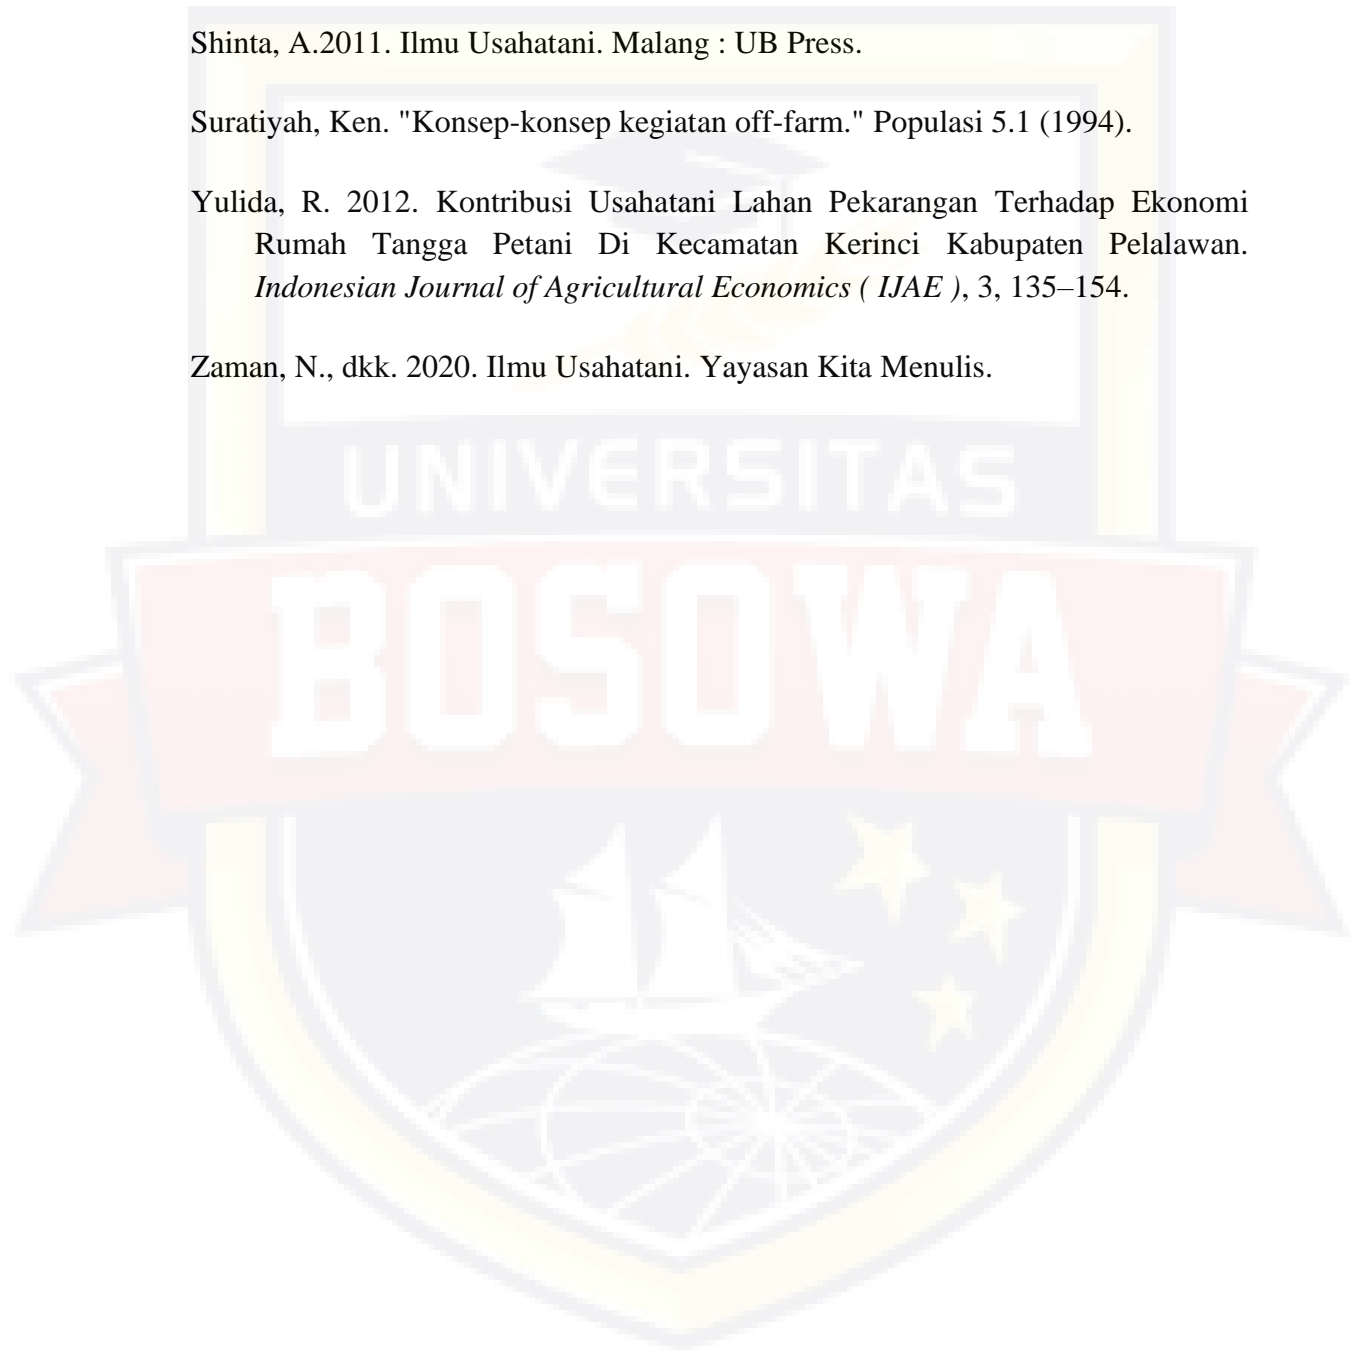 Shinta, A.2011. Ilmu Usahatani. Malang : UB Press.
Suratiyah, Ken. "Konsep-konsep kegiatan off-farm." Populasi 5.1 (1994).
Yulida, R. 2012. Kontribusi Usahatani Lahan Pekarangan Terhadap Ekonomi
Rumah Tangga Petani Di Kecamatan Kerinci Kabupaten Pelalawan.
Indonesian Journal of Agricultural Economics ( IJAE ), 3, 135–154.
Zaman, N., dkk. 2020. Ilmu Usahatani. Yayasan Kita Menulis.
UNIVERSITAS
BOSOWA